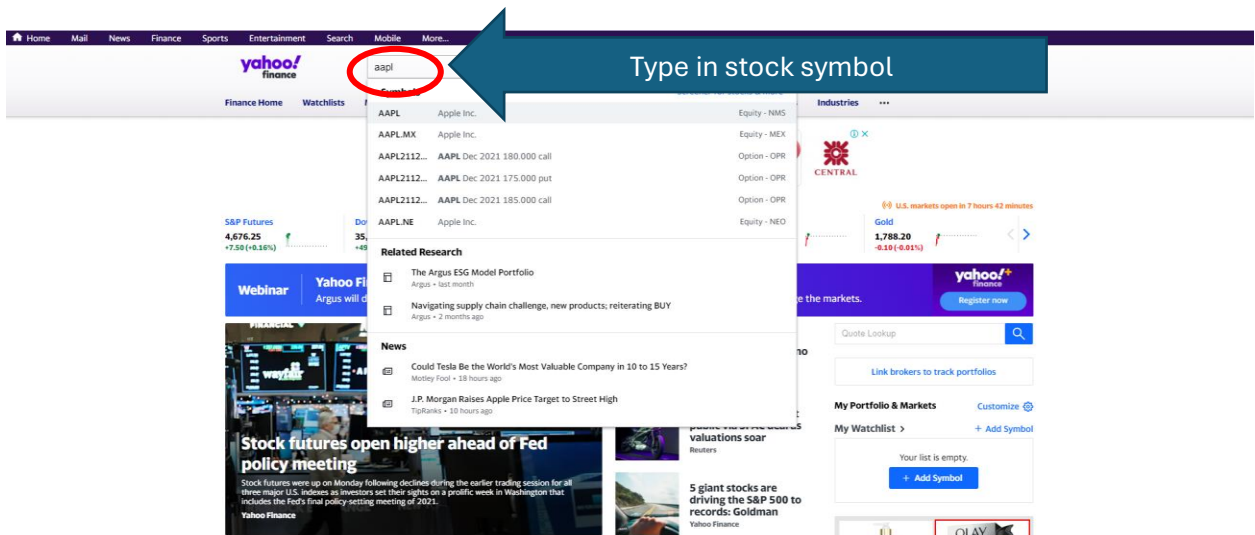 Home Mail News Finance Sports Entertainment Search Mobile More...
yahoo!
finance
aapl
Type in stock symbol
Finance Home Watchlists
Industries ...
AAPL Apple Inc. Equity - NMS
AAPL.MX Apple Inc. Equity - MEX
AAPL2112... AAPL Dec 2021 180.000 call Option - OPR
AAPL2112... AAPL Dec 2021 175.000 put Option - OPR
AAPL2112... AAPL Dec 2021 185.000 call Option - OPR
AAPL.NE Apple Inc. Equity - NEO
Related Research
The Argus ESG Model Portfolio
Argus • last month
Navigating supply chain challenge, new products; reiterating BUY
Argus • 2 months ago
News
Could Tesla Be the World's Most Valuable Company in 10 to 15 Years?
Motley Fool • 18 hours ago
J.P. Morgan Raises Apple Price Target to Street High
TipRanks • 10 hours ago
CENTRAL
U.S. markets open in 7 hours 42 minutes
S&P Futures
4,676.25
+7.50 (+0.16%)
Gold
1,788.20
-0.10 (-0.01%)
Webinar
Yahoo Fi
Argus will d
e the markets.
yahoo!+
finance
Register now
FINANCIAL
wayfair
Stock futures open higher ahead of Fed
policy meeting
Stock futures were up on Monday following declines during the earlier trading session for all
three major U.S. indexes as investors set their sights on a prolific week in Washington that
includes the Fed's final policy-setting meeting of 2021.
Yahoo Finance
valuations soar
Reuters
5 giant stocks are
driving the S&P 500 to
records: Goldman
Yahoo Finance
Quote Lookup
Link brokers to track portfolios
My Portfolio & Markets Customize
My Watchlist > + Add Symbol
Your list is empty.
+ Add Symbol
OLAY